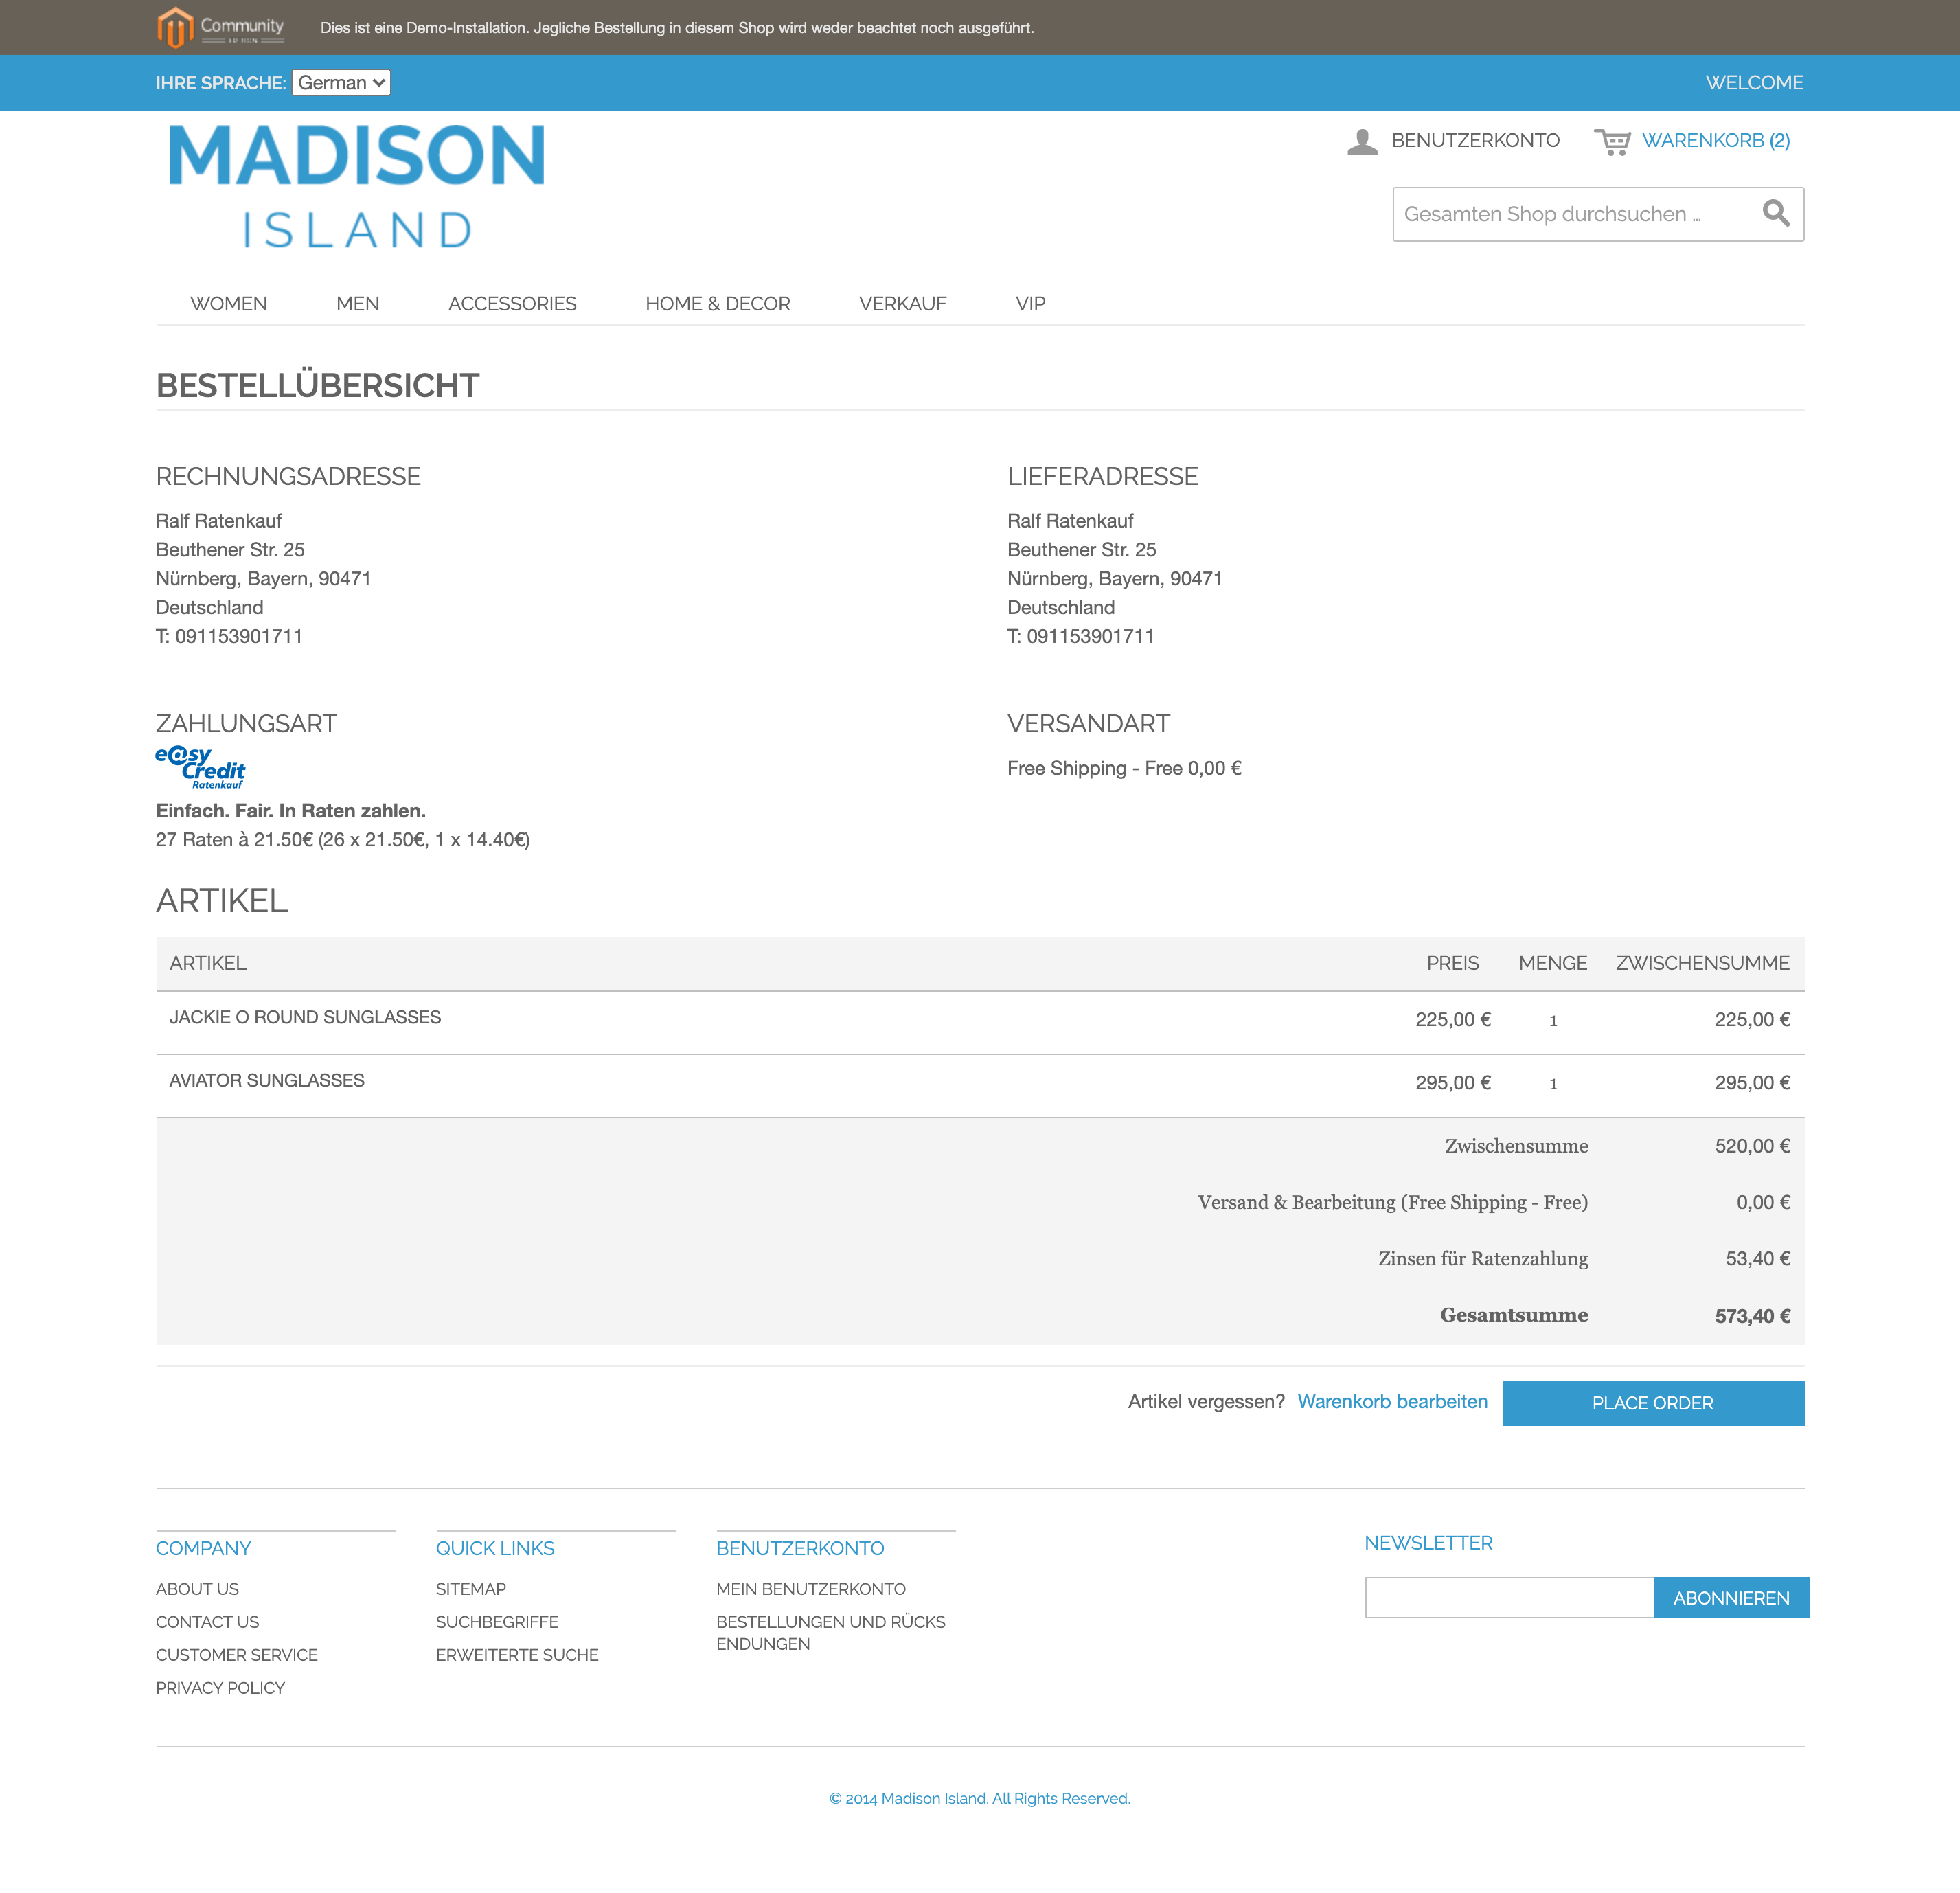 Community
Dies ist eine Demo-Installation. Jegliche Bestellung in diesem Shop wird weder beachtet noch ausgeführt.
IHRE SPRACHE: German
WELCOME
MADISON
ISLAND
BENUTZERKONTO
WARENKORB (2)
Gesamten Shop durchsuchen ...
WOMEN MEN ACCESSORIES HOME & DECOR VERKAUF VIP
BESTELLÜBERSICHT
RECHNUNGSADRESSE
Ralf Ratenkauf
Beuthener Str. 25
Nürnberg, Bayern, 90471
Deutschland
T: 091153901711
LIEFERADRESSE
Ralf Ratenkauf
Beuthener Str. 25
Nürnberg, Bayern, 90471
Deutschland
T: 091153901711
ZAHLUNGSART
e@sy
Credit
Ratenkauf
Einfach. Fair. In Raten zahlen.
27 Raten à 21.50€ (26 x 21.50€, 1 x 14.40€)
VERSANDART
Free Shipping - Free 0,00 €
ARTIKEL
ARTIKEL PREIS MENGE ZWISCHENSUMME
JACKIE O ROUND SUNGLASSES 225,00 € 1 225,00 €
AVIATOR SUNGLASSES 295,00 € 1 295,00 €
Zwischensumme 520,00 €
Versand & Bearbeitung (Free Shipping - Free) 0,00 €
Zinsen für Ratenzahlung 53,40 €
Gesamtsumme 573,40 €
Artikel vergessen? Warenkorb bearbeiten PLACE ORDER
COMPANY
ABOUT US
CONTACT US
CUSTOMER SERVICE
PRIVACY POLICY
QUICK LINKS
SITEMAP
SUCHBEGRIFFE
ERWEITERTE SUCHE
BENUTZERKONTO
MEIN BENUTZERKONTO
BESTELLUNGEN UND RÜCKS
ENDUNGEN
NEWSLETTER
ABONNIEREN
© 2014 Madison Island. All Rights Reserved.